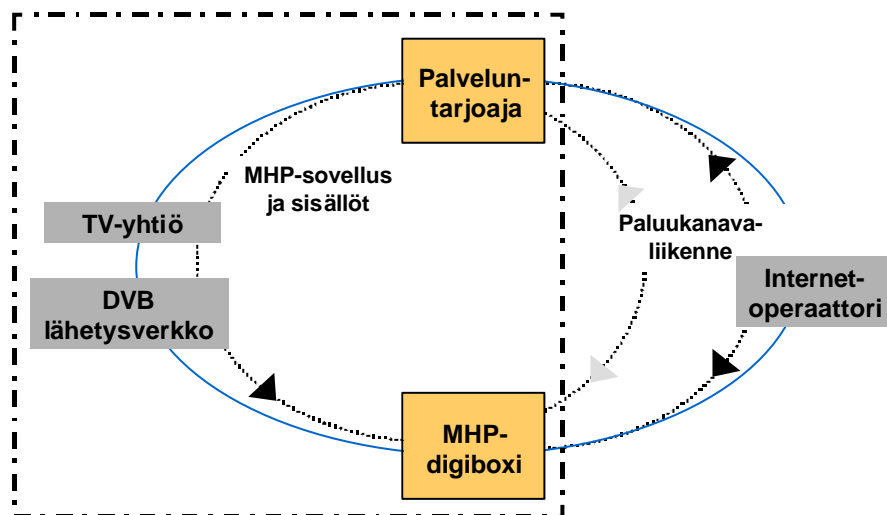 Palvelun-
tarjoaja
MHP-sovellus
ja sisällöt
TV-yhtiö
DVB
lähetysverkko
Paluukanava-
liikenne
Internet-
operaattori
MHP-
digiboxi